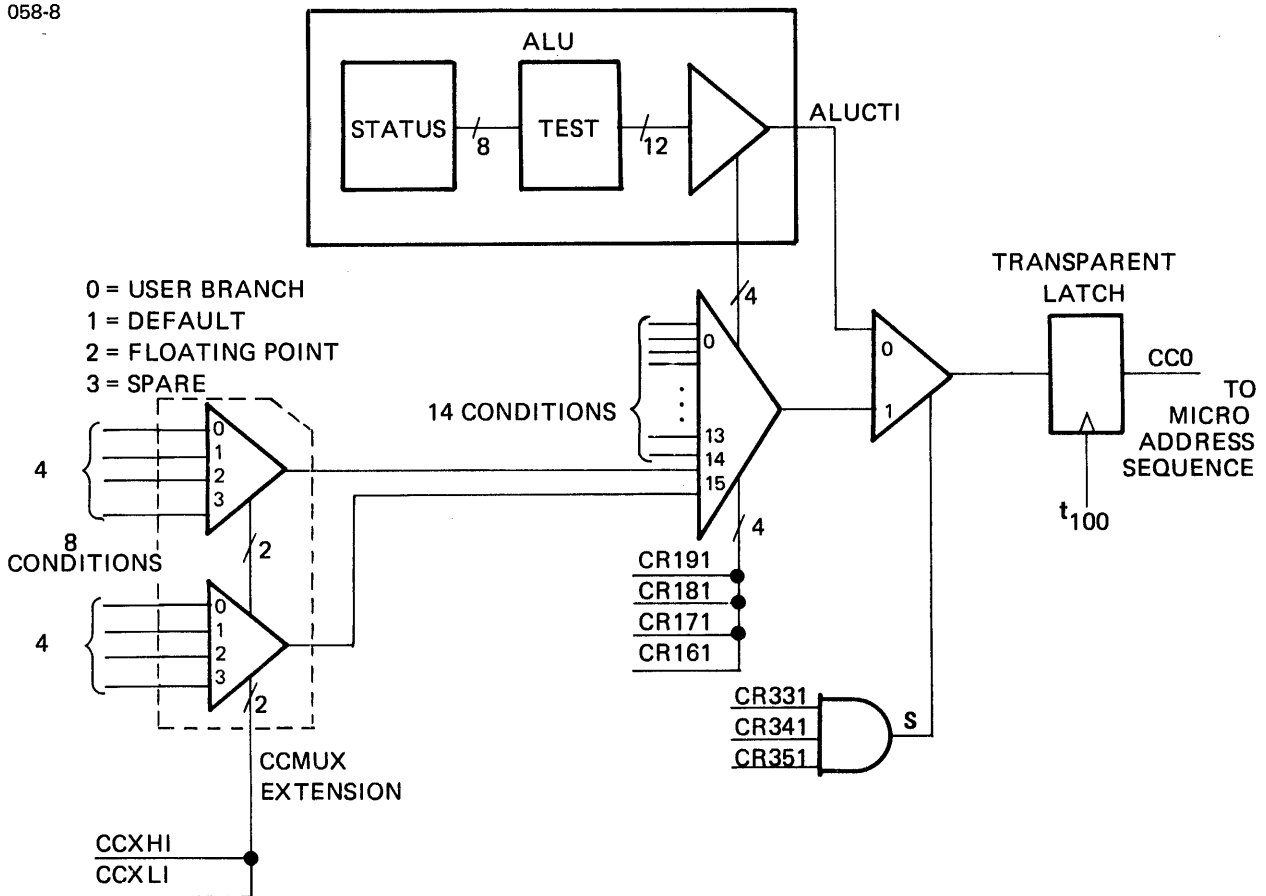 058-8
ALU
STATUS
8
TEST
12
ALUCTI
0 = USER BRANCH
1 = DEFAULT
2 = FLOATING POINT
3 = SPARE
4
0
14 CONDITIONS
13
14
15
0
1
TRANSPARENT
LATCH
CC0
TO
MICRO
ADDRESS
SEQUENCE
t100
4
0
1
2
3
2
8
CONDITIONS
4
0
1
2
3
2
4
CR191
CR181
CR171
CR161
CR331
CR341
CR351
S
CCMUX
EXTENSION
CCXHI
CCXLI